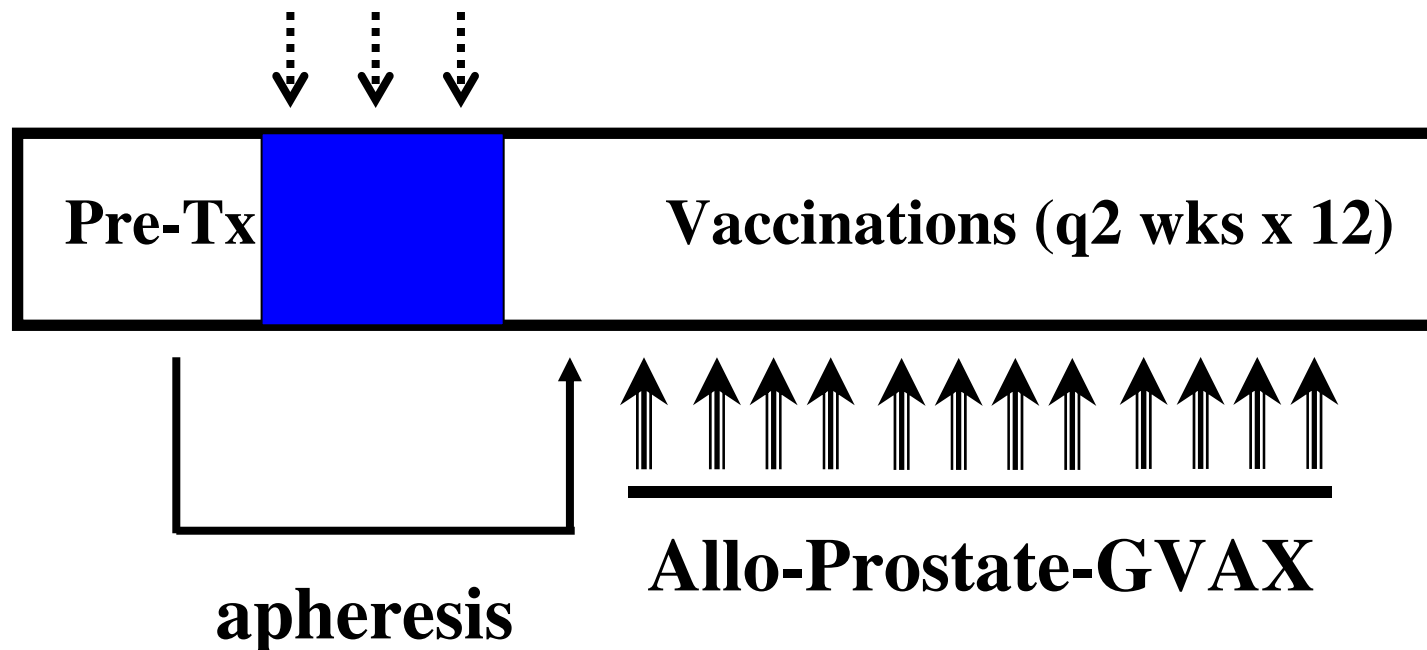 Pre-Tx
Vaccinations (q2 wks x 12)
Allo-Prostate-GVAX
apheresis